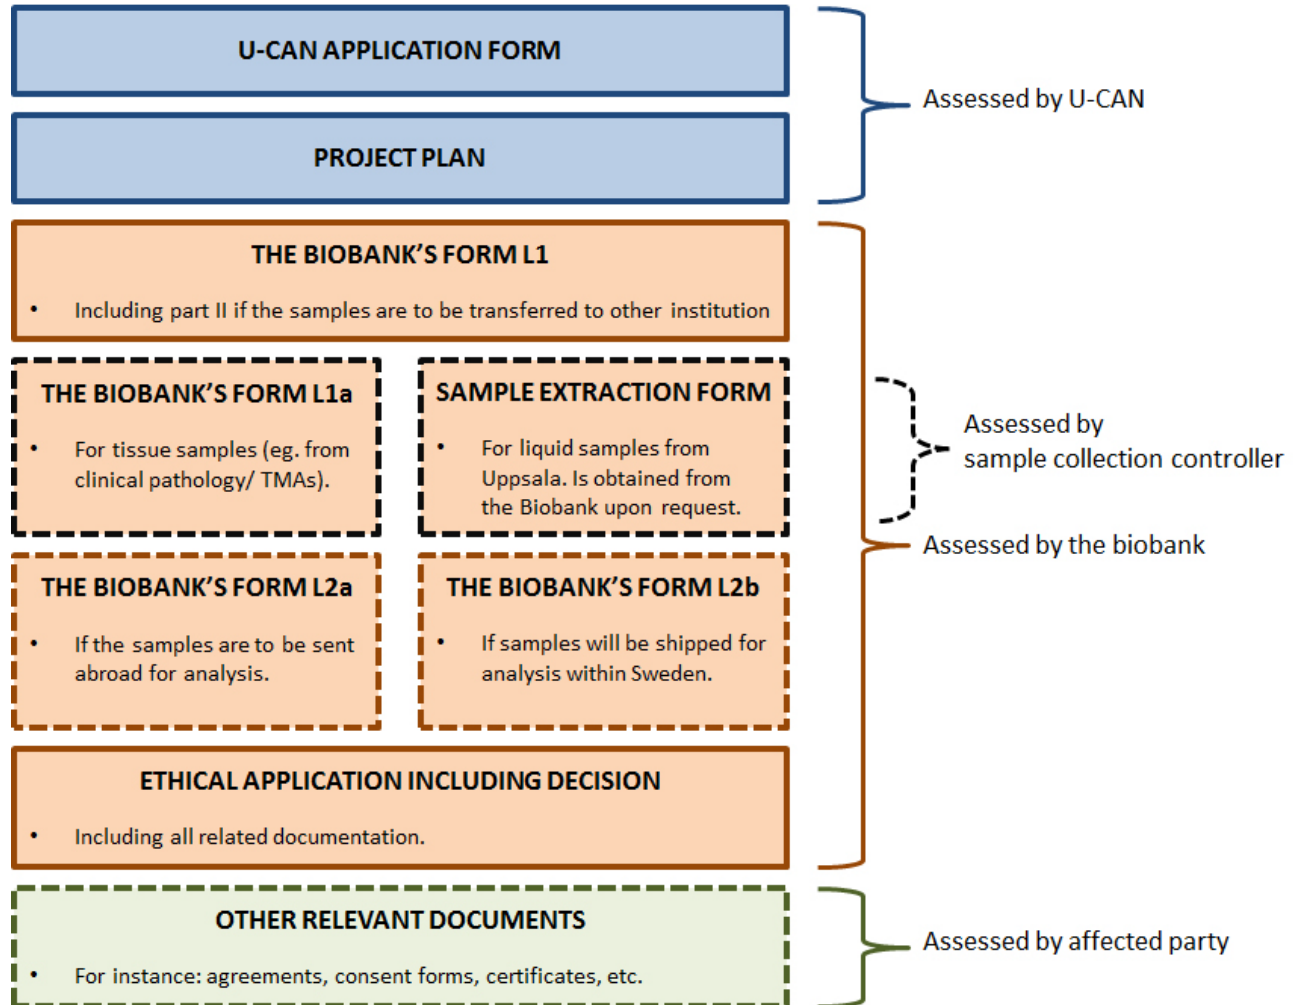 U-CAN APPLICATION FORM
Assessed by U-CAN
PROJECT PLAN
THE BIOBANK’S FORM L1
• Including part II if the samples are to be transferred to other institution
THE BIOBANK’S FORM L1a
• For tissue samples (eg. from
clinical pathology/ TMAs).
SAMPLE EXTRACTION FORM
• For liquid samples from
Uppsala. Is obtained from
the Biobank upon request.
Assessed by
sample collection controller
Assessed by the biobank
THE BIOBANK’S FORM L2a
• If the samples are to be sent
abroad for analysis.
THE BIOBANK’S FORM L2b
• If samples will be shipped for
analysis within Sweden.
ETHICAL APPLICATION INCLUDING DECISION
• Including all related documentation.
OTHER RELEVANT DOCUMENTS
• For instance: agreements, consent forms, certificates, etc.
Assessed by affected party